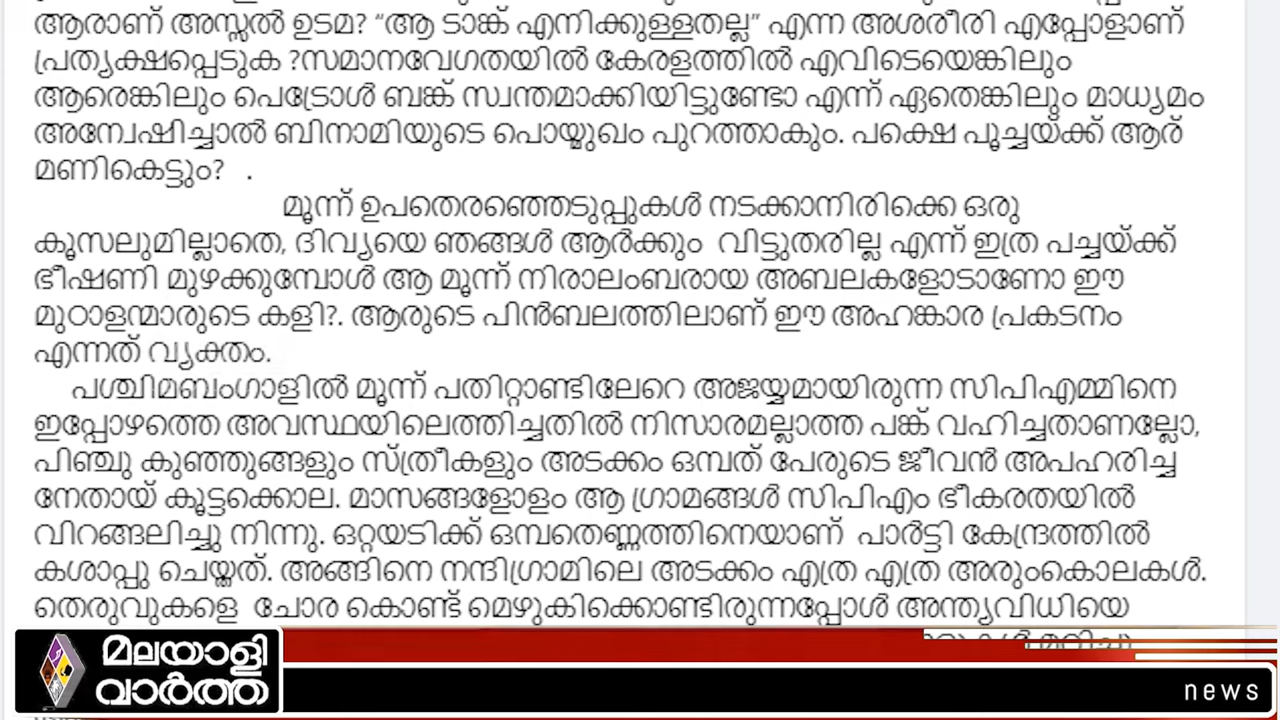 ആരാണ് അസ്സൽ ഉടമ? “ആ ടാങ്ക് എനിക്കുള്ളതല്ല” എന്ന അശരീരി എപ്പോളാണ്
പ്രത്യക്ഷപ്പെടുക ?സമാനവേഗതയിൽ കേരളത്തിൽ എവിടെയെങ്കിലും
ആരെങ്കിലും പെട്രോൾ ബങ്ക് സ്വന്തമാക്കിയിട്ടുണ്ടോ എന്ന് ഏതെങ്കിലും മാധ്യമം
അന്വേഷിച്ചാൽ ബിനാമിയുടെ പൊയ്മുഖം പുറത്താകും. പക്ഷെ പൂച്ചയ്ക്ക് ആര്
മണികെട്ടും? .
മൂന്ന് ഉപതെരഞ്ഞെടുപ്പുകൾ നടക്കാനിരിക്കെ ഒരു
കൂസലുമില്ലാതെ, ദിവ്യയെ ഞങ്ങൾ ആർക്കും വിട്ടുതരില്ല എന്ന് ഇത്ര പച്ചയ്ക്ക്
ഭീഷണി മുഴക്കുമ്പോൾ ആ മൂന്ന് നിരാലംബരായ അബലകളോടാണോ ഈ
മുഠാളന്മാരുടെ കളി?. ആരുടെ പിൻബലത്തിലാണ് ഈ അഹങ്കാര പ്രകടനം
എന്നത് വ്യക്തം.
പശ്ചിമബംഗാളിൽ മൂന്ന് പതിറ്റാണ്ടിലേറെ അജയ്യമായിരുന്ന സിപിഎമ്മിനെ
ഇപ്പോഴത്തെ അവസ്ഥയിലെത്തിച്ചതിൽ നിസാരമല്ലാത്ത പങ്ക് വഹിച്ചതാണല്ലോ,
പിഞ്ചു കുഞ്ഞുങ്ങളും സ്ത്രീകളും അടക്കം ഒമ്പത് പേരുടെ ജീവൻ അപഹരിച്ച
നേതായ് കൂട്ടക്കൊല. മാസങ്ങളോളം ആ ഗ്രാമങ്ങൾ സിപിഎം ഭീകരതയിൽ
വിറങ്ങലിച്ചു നിന്നു. ഒറ്റയടിക്ക് ഒമ്പതെണ്ണത്തിനെയാണ് പാർട്ടി കേന്ദ്രത്തിൽ
കശാപ്പു ചെയ്തത്. അങ്ങിനെ നന്ദിഗ്രാമിലെ അടക്കം എത്ര എത്ര അരുംകൊലകൾ.
തെരുവുകളെ ചോര കൊണ്ട് മെഴുകിക്കൊണ്ടിരുന്നപ്പോൾ അന്ത്യവിധിയെ
മലയാളി
വാർത്ത
news